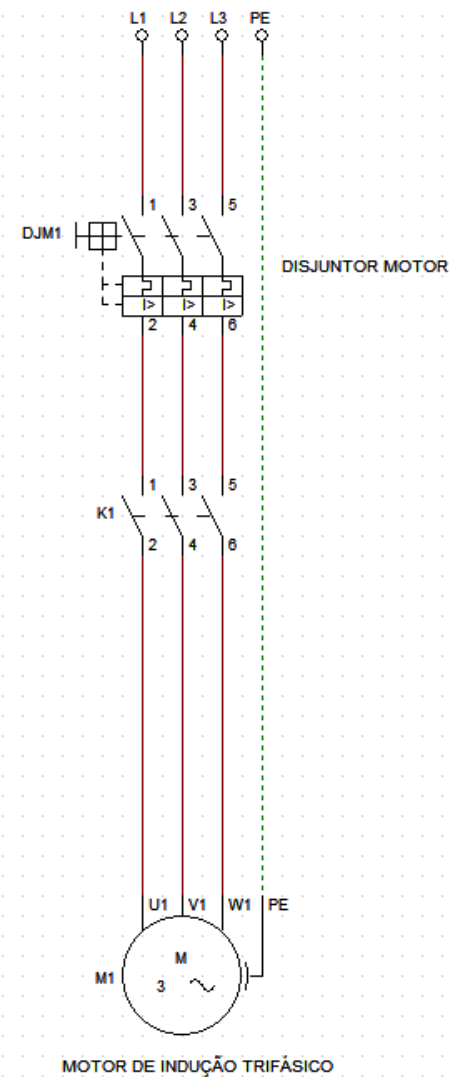 L1 L2 L3 PE
1 3 5
DJM1
DISJUNTOR MOTOR
I> I> I>
2 4 6
1 3 5
K1
2 4 6
U1 V1 W1 PE
M
M1 3 ~
MOTOR DE INDUÇÃO TRIFÁSICO